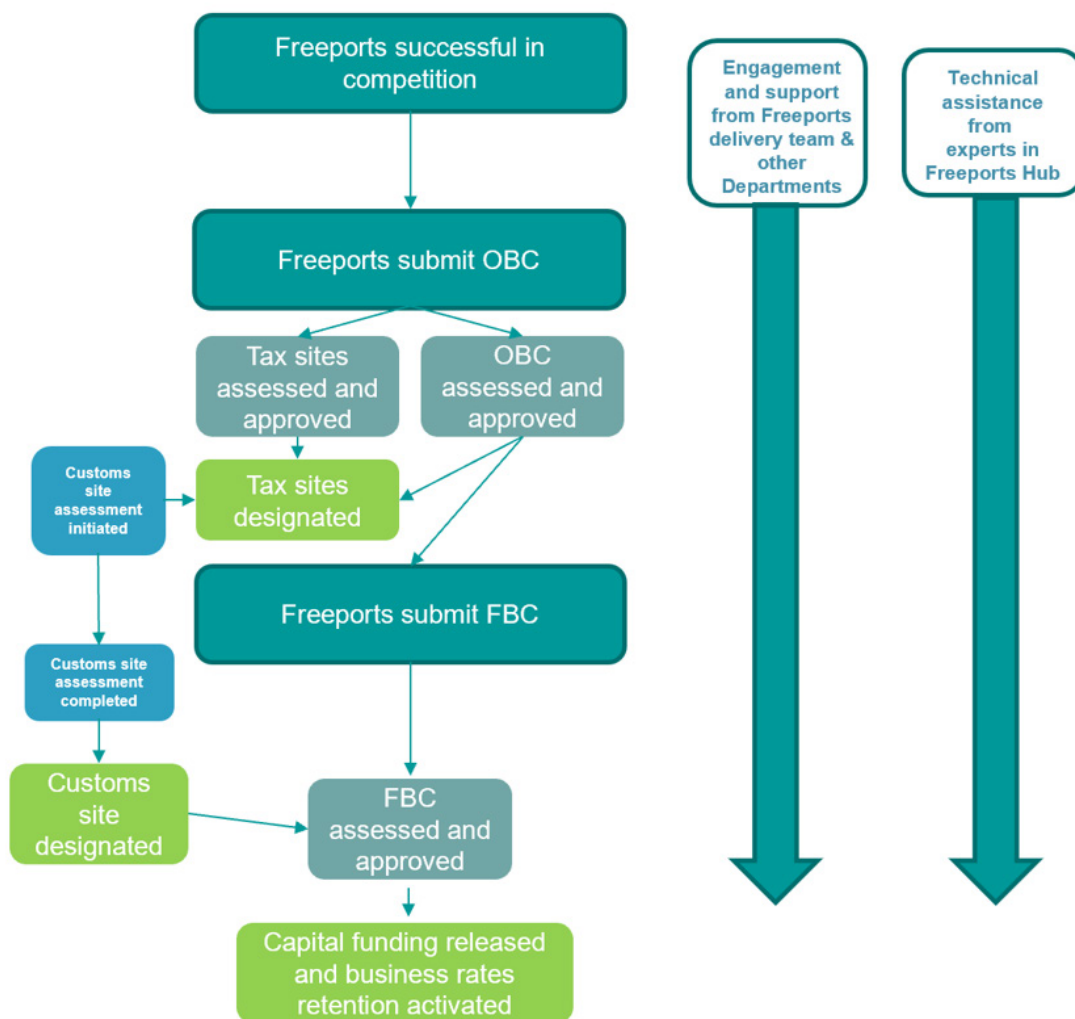 Freeports successful in
competition
Engagement
and support
from Freeports
delivery team &
other
Departments
Technical
assistance
from
experts in
Freeports Hub
Freeports submit OBC
Tax sites
assessed and
approved
OBC
assessed and
approved
Customs
site
assessment
initiated
Tax sites
designated
Freeports submit FBC
Customs site
assessment
completed
Customs
site
designated
FBC
assessed and
approved
Capital funding released
and business rates
retention activated